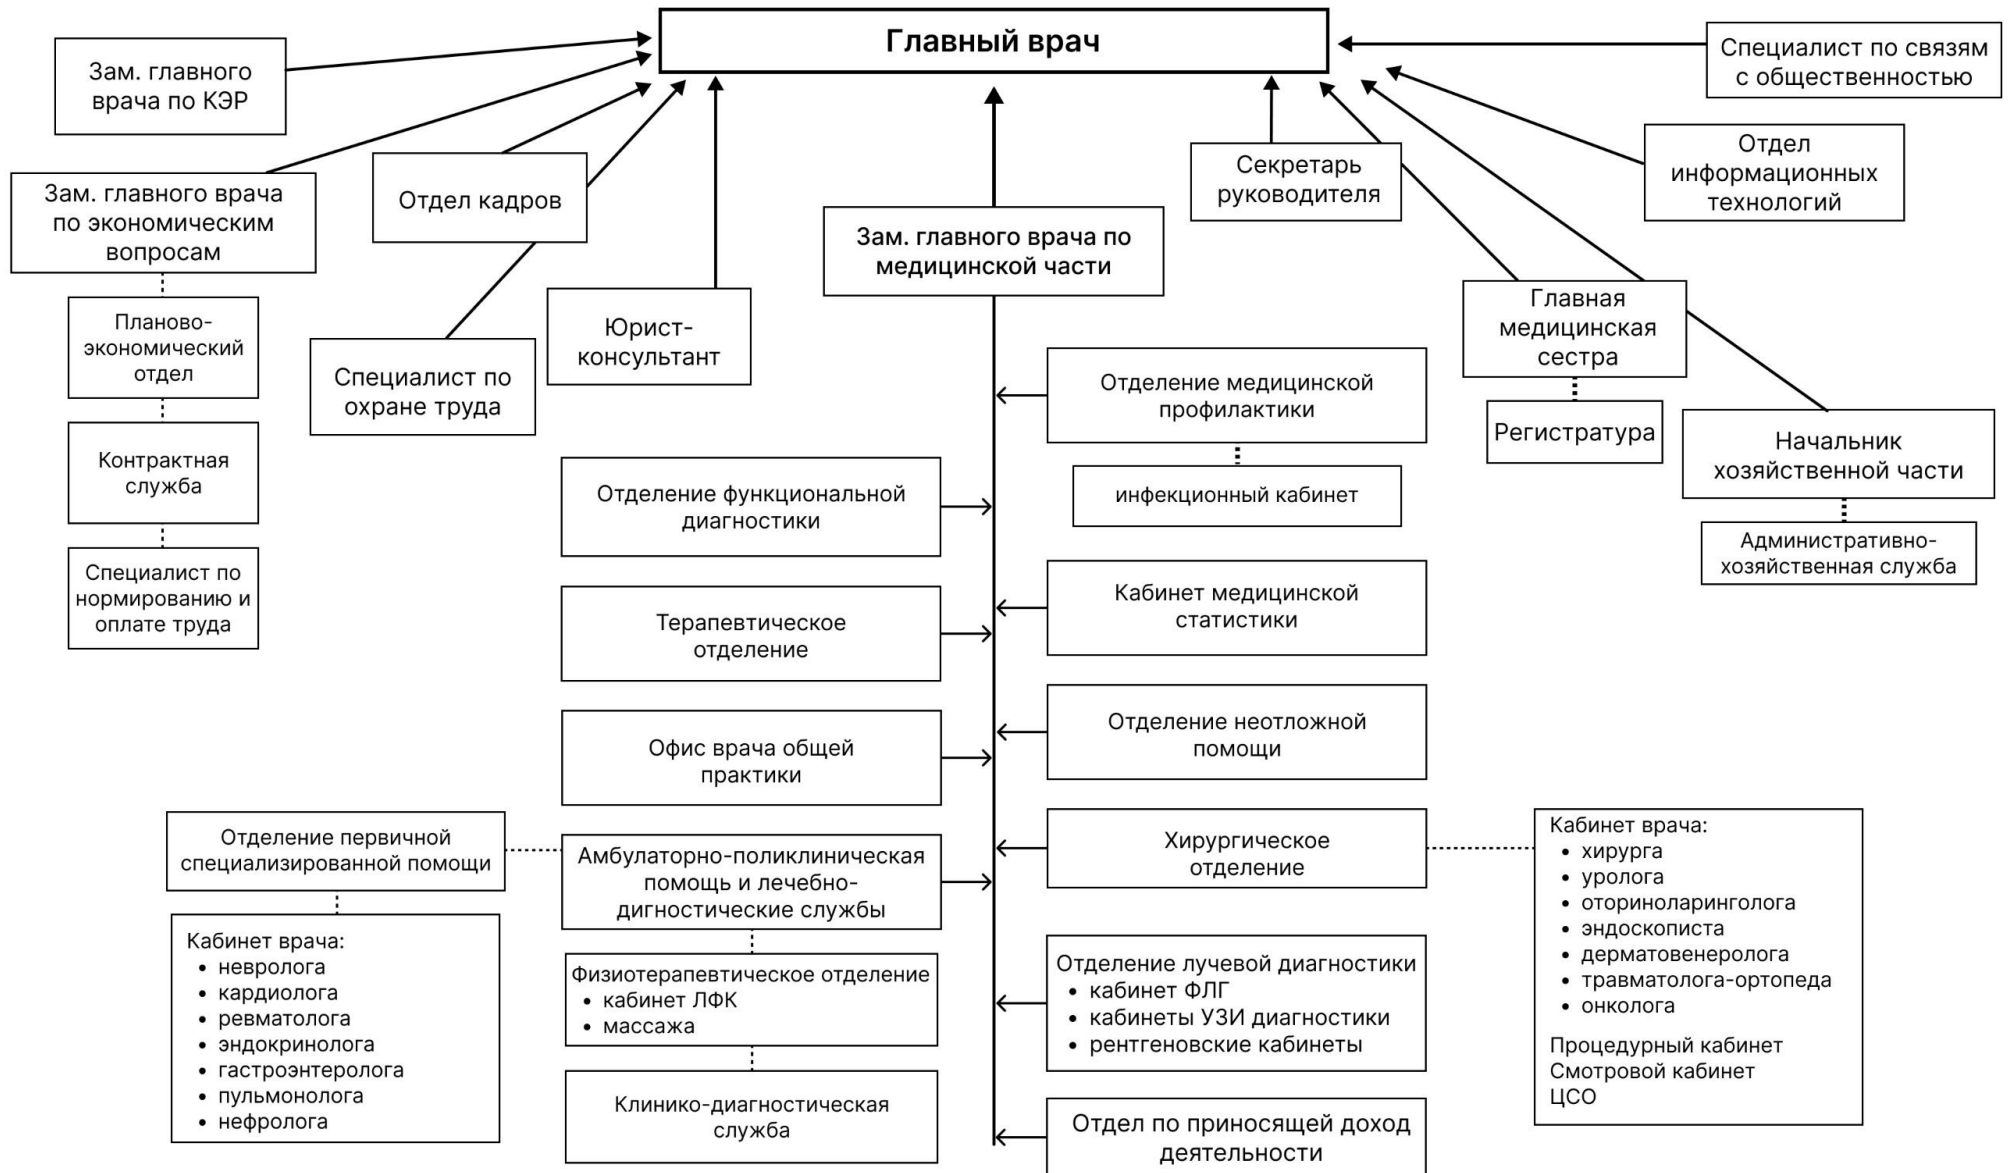 Главный врач
Зам. главного
врача по КЭР
Специалист по связям
с общественностью
Отдел
информационных
технологий
Секретарь
руководителя
Отдел кадров
Зам. главного врача
по экономическим
вопросам
Зам. главного врача по
медицинской части
Планово-
экономический
отдел
Контрактная
служба
Специалист по
нормированию и
оплате труда
Специалист по
охране труда
Юрист-
консультант
Главная
медицинская
сестра
Регистратура
Начальник
хозяйственной части
Административно-
хозяйственная служба
Отделение медицинской
профилактики
инфекционный кабинет
Отделение функциональной
диагностики
Кабинет медицинской
статистики
Терапевтическое
отделение
Отделение неотложной
помощи
Офис врача общей
практики
Хирургическое
отделение
Кабинет врача:
• хирурга
• уролога
• оториноларинголога
• эндоскописта
• дерматовенеролога
• травматолога-ортопеда
• онколога
Процедурный кабинет
Смотровой кабинет
ЦСО
Отделение первичной
специализированной помощи
Амбулаторно-поликлиническая
помощь и лечебно-
дигностические службы
Кабинет врача:
• невролога
• кардиолога
• ревматолога
• эндокринолога
• гастроэнтеролога
• пульмонолога
• нефролога
Физиотерапевтическое отделение
• кабинет ЛФК
• массажа
Клинико-диагностическая
служба
Отделение лучевой диагностики
• кабинет ФЛГ
• кабинеты УЗИ диагностики
• рентгеновские кабинеты
Отдел по приносящей доход
деятельности